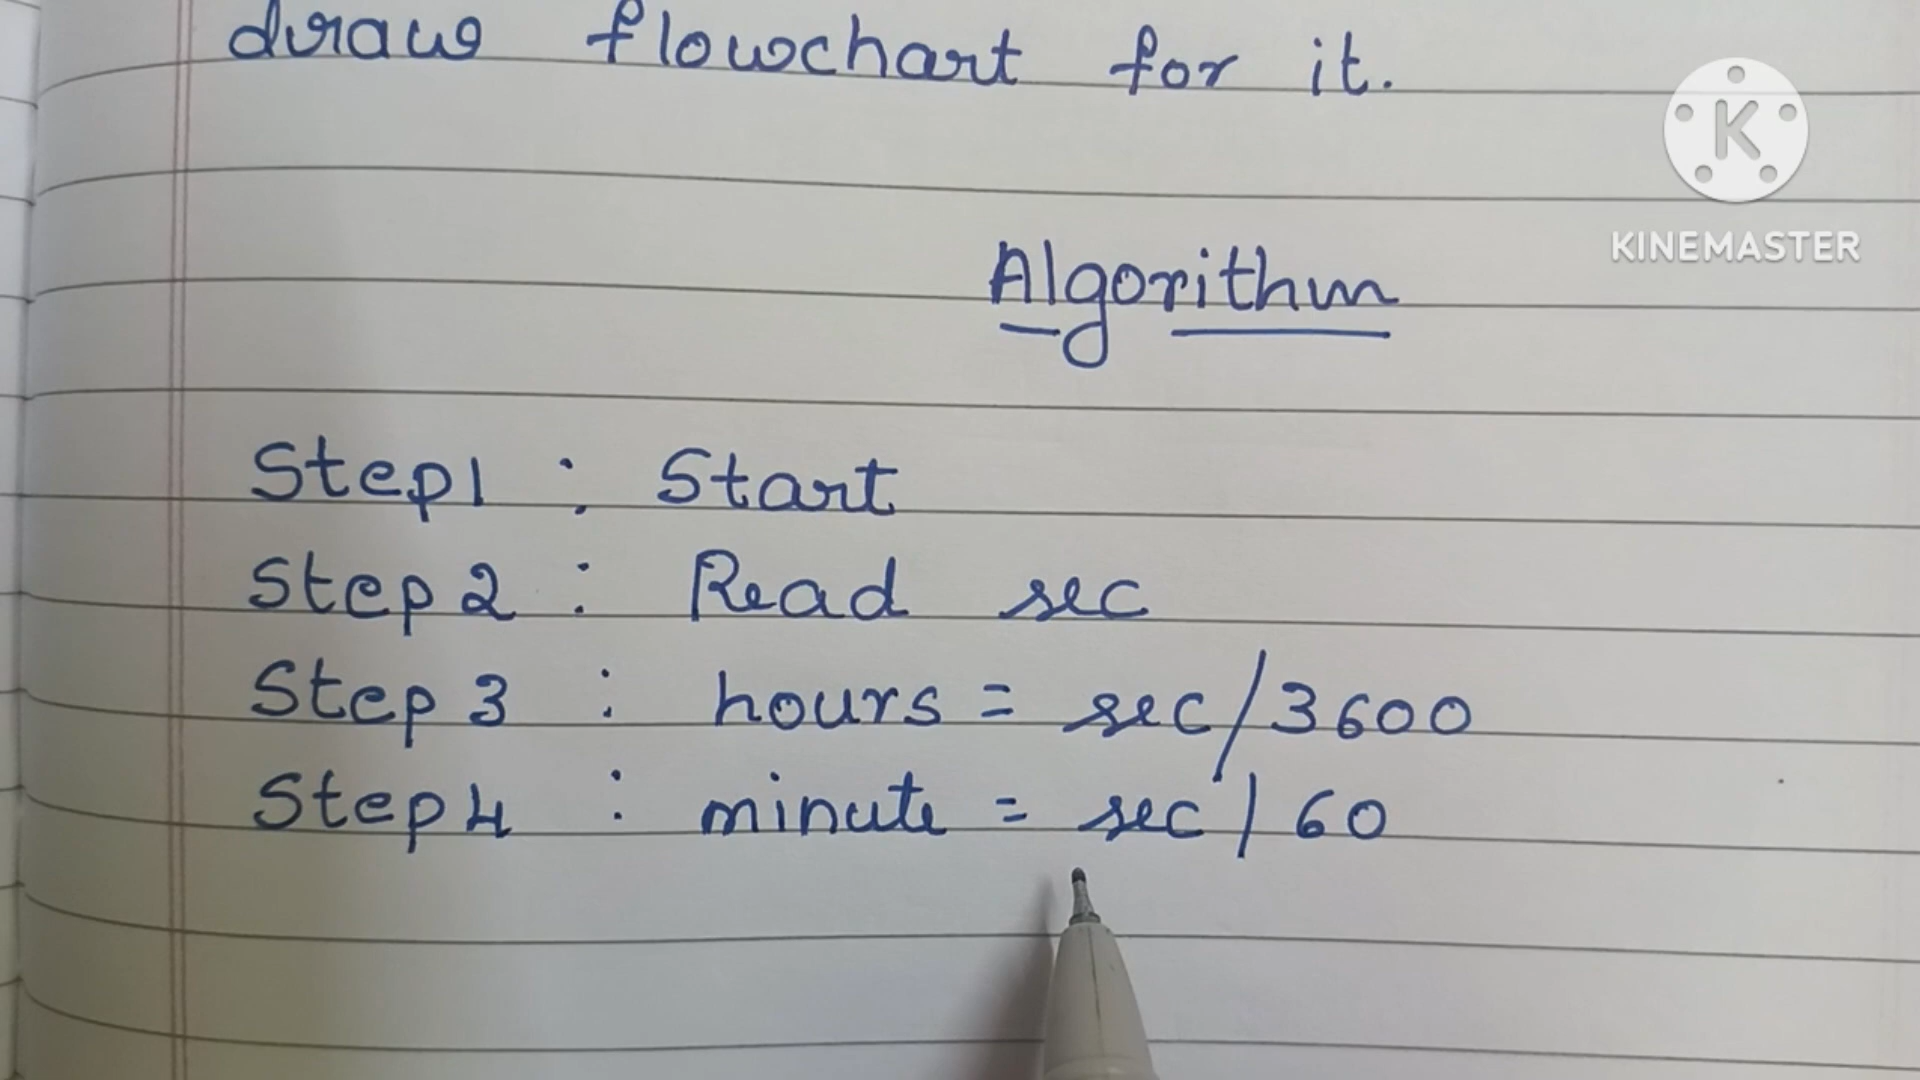 draw flowchart for it.
K
KINEMASTER
Algorithm
Step1 : Start
Step 2 : Read sec
Step 3 : hours = sec/3600
Step 4 : minute = sec/60